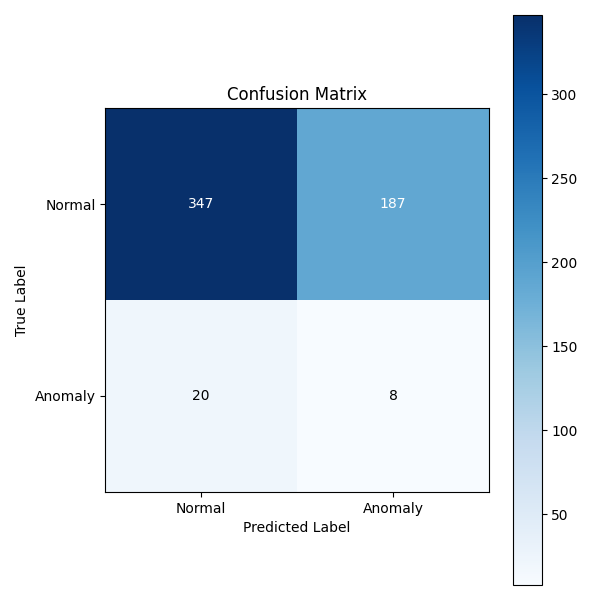 Confusion Matrix
True Label
Normal
347
187
Anomaly
20
8
Normal
Anomaly
Predicted Label
300
250
200
150
100
50